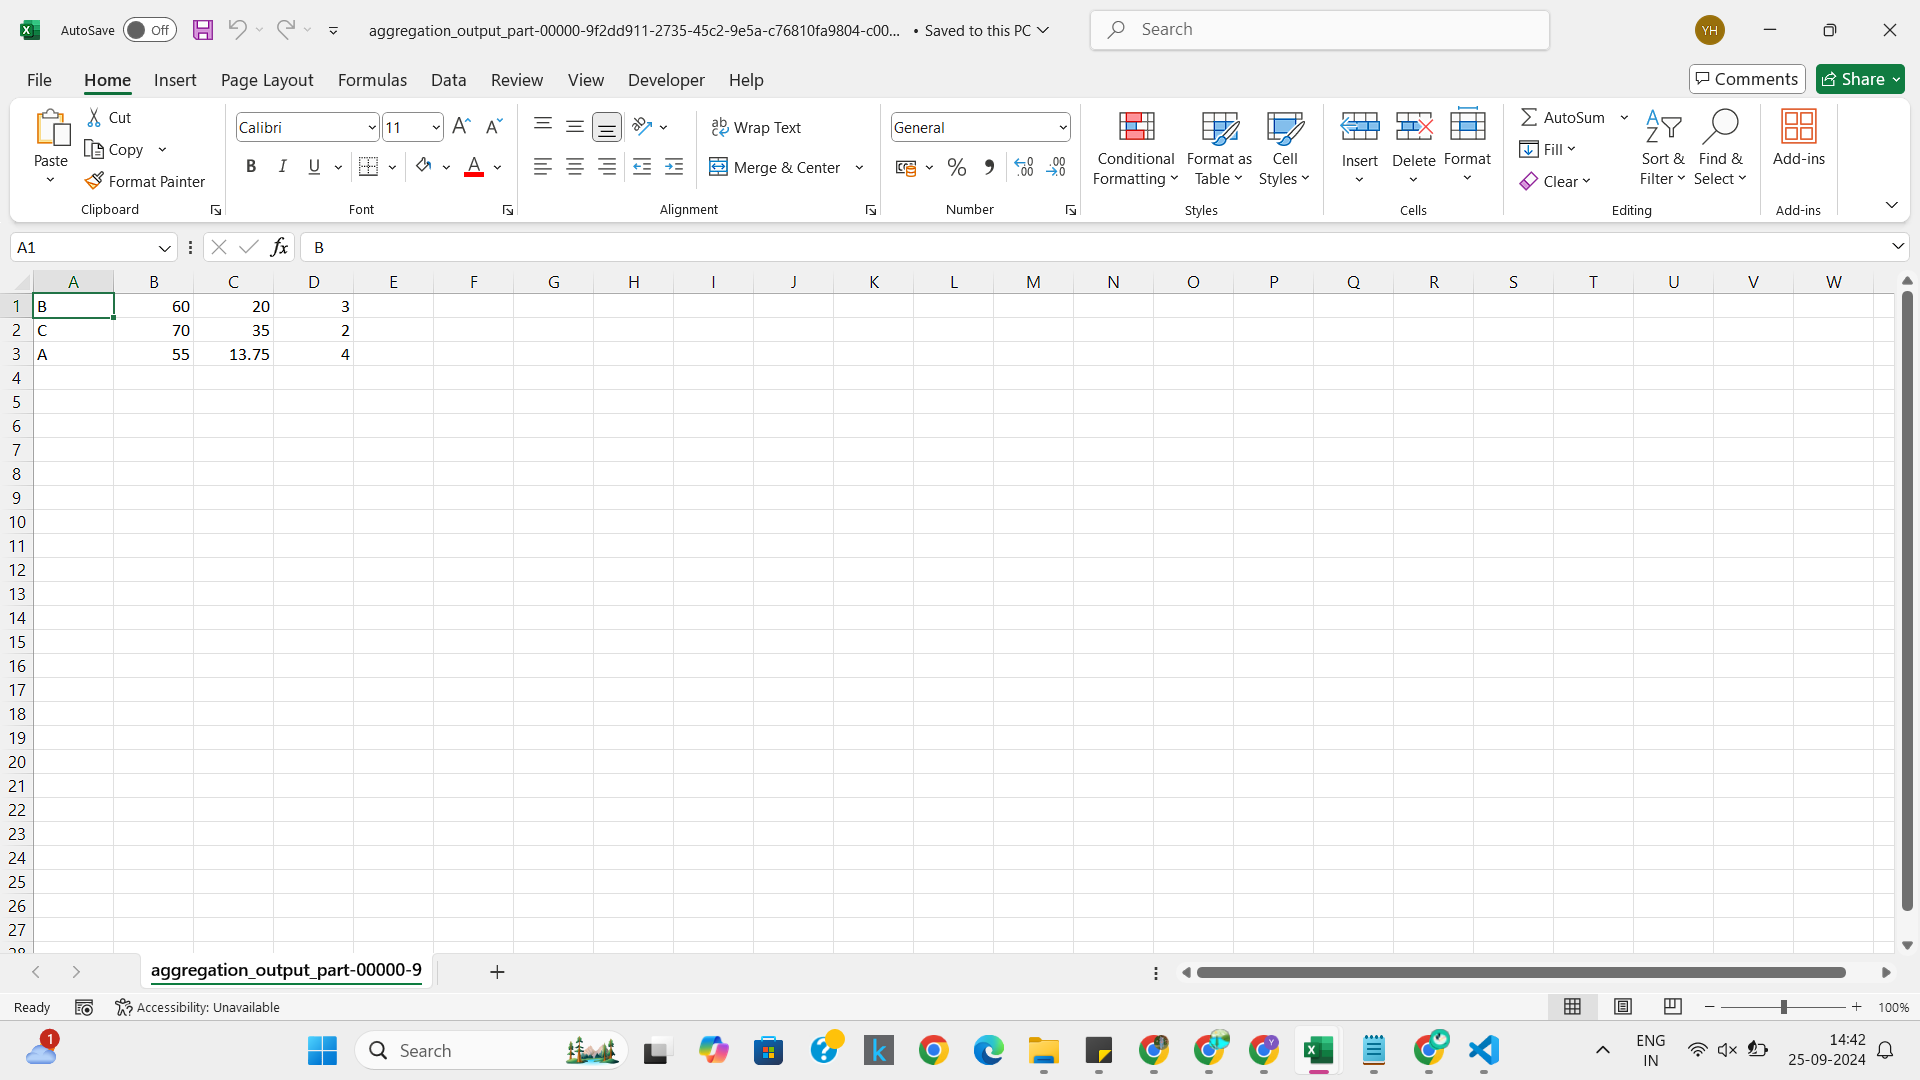 AutoSave Off aggregation_output_part-00000-9f2dd911-2735-45c2-9e5a-c76810fa9804-c00... • Saved to this PC Search YH
File Home Insert Page Layout Formulas Data Review View Developer Help Comments Share
Cut
Copy
Format Painter
Paste
Clipboard
Calibri 11
B I U A
Font
Wrap Text
Merge & Center
Alignment
General
Number
Conditional Formatting
Format as Table
Cell Styles
Styles
Insert Delete Format
Cells
AutoSum
Fill
Clear
Sort & Filter
Find & Select
Editing
Add-ins
Add-ins
A1 fx B
A B C D E F G H I J K L M N O P Q R S T U V W
1 B 60 20 3
2 C 70 35 2
3 A 55 13.75 4
4
5
6
7
8
9
10
11
12
13
14
15
16
17
18
19
20
21
22
23
24
25
26
27
28
aggregation_output_part-00000-9
Ready Accessibility: Unavailable 100%
1 Search ENG IN 14:42 25-09-2024